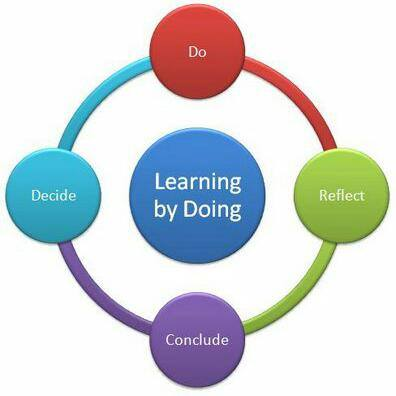 Do
Decide
Learning
by Doing
Reflect
Conclude